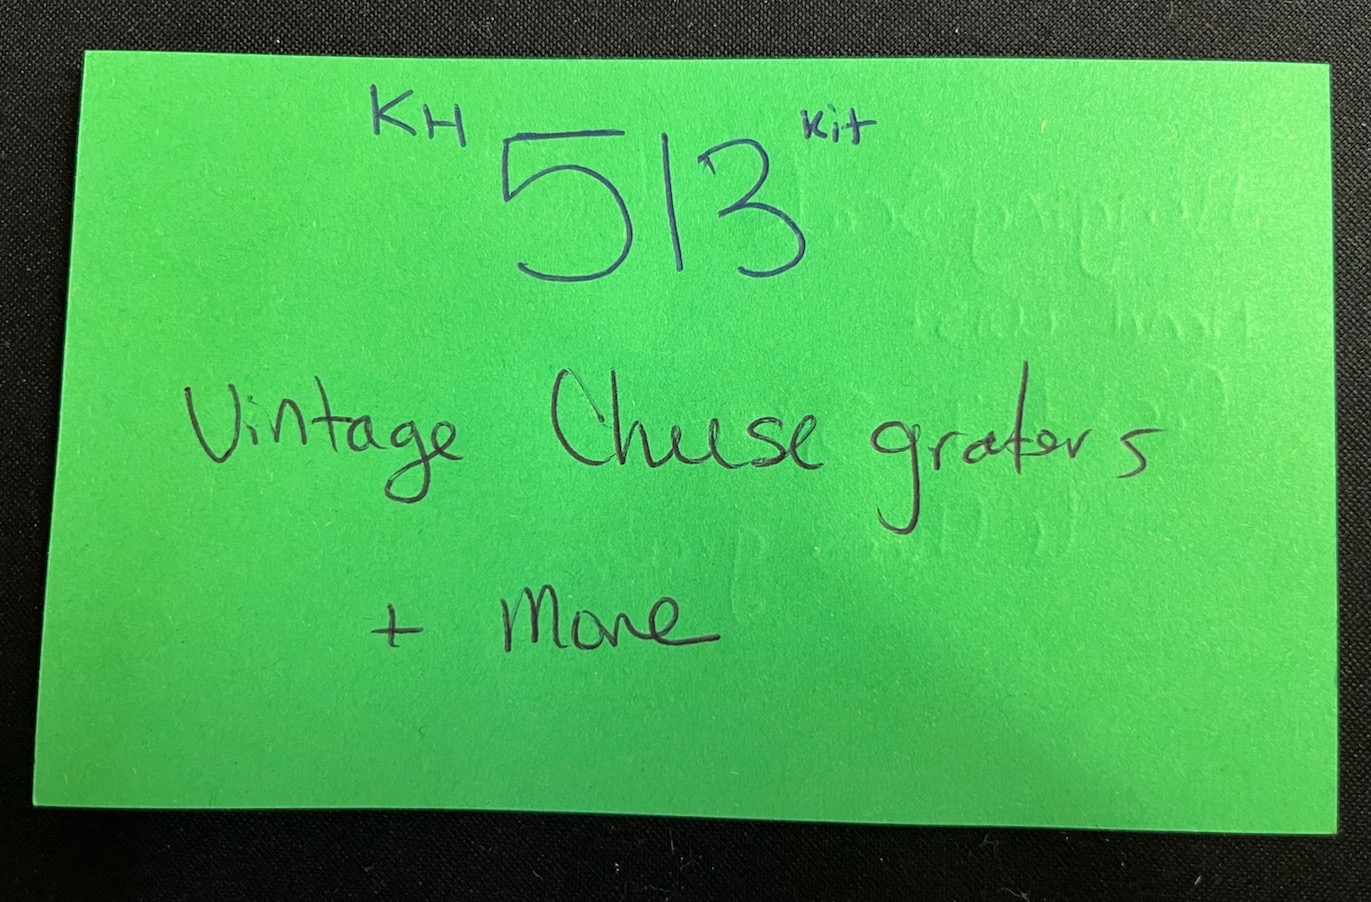 KH 513 Kit
Vintage Cheese graters
+ More